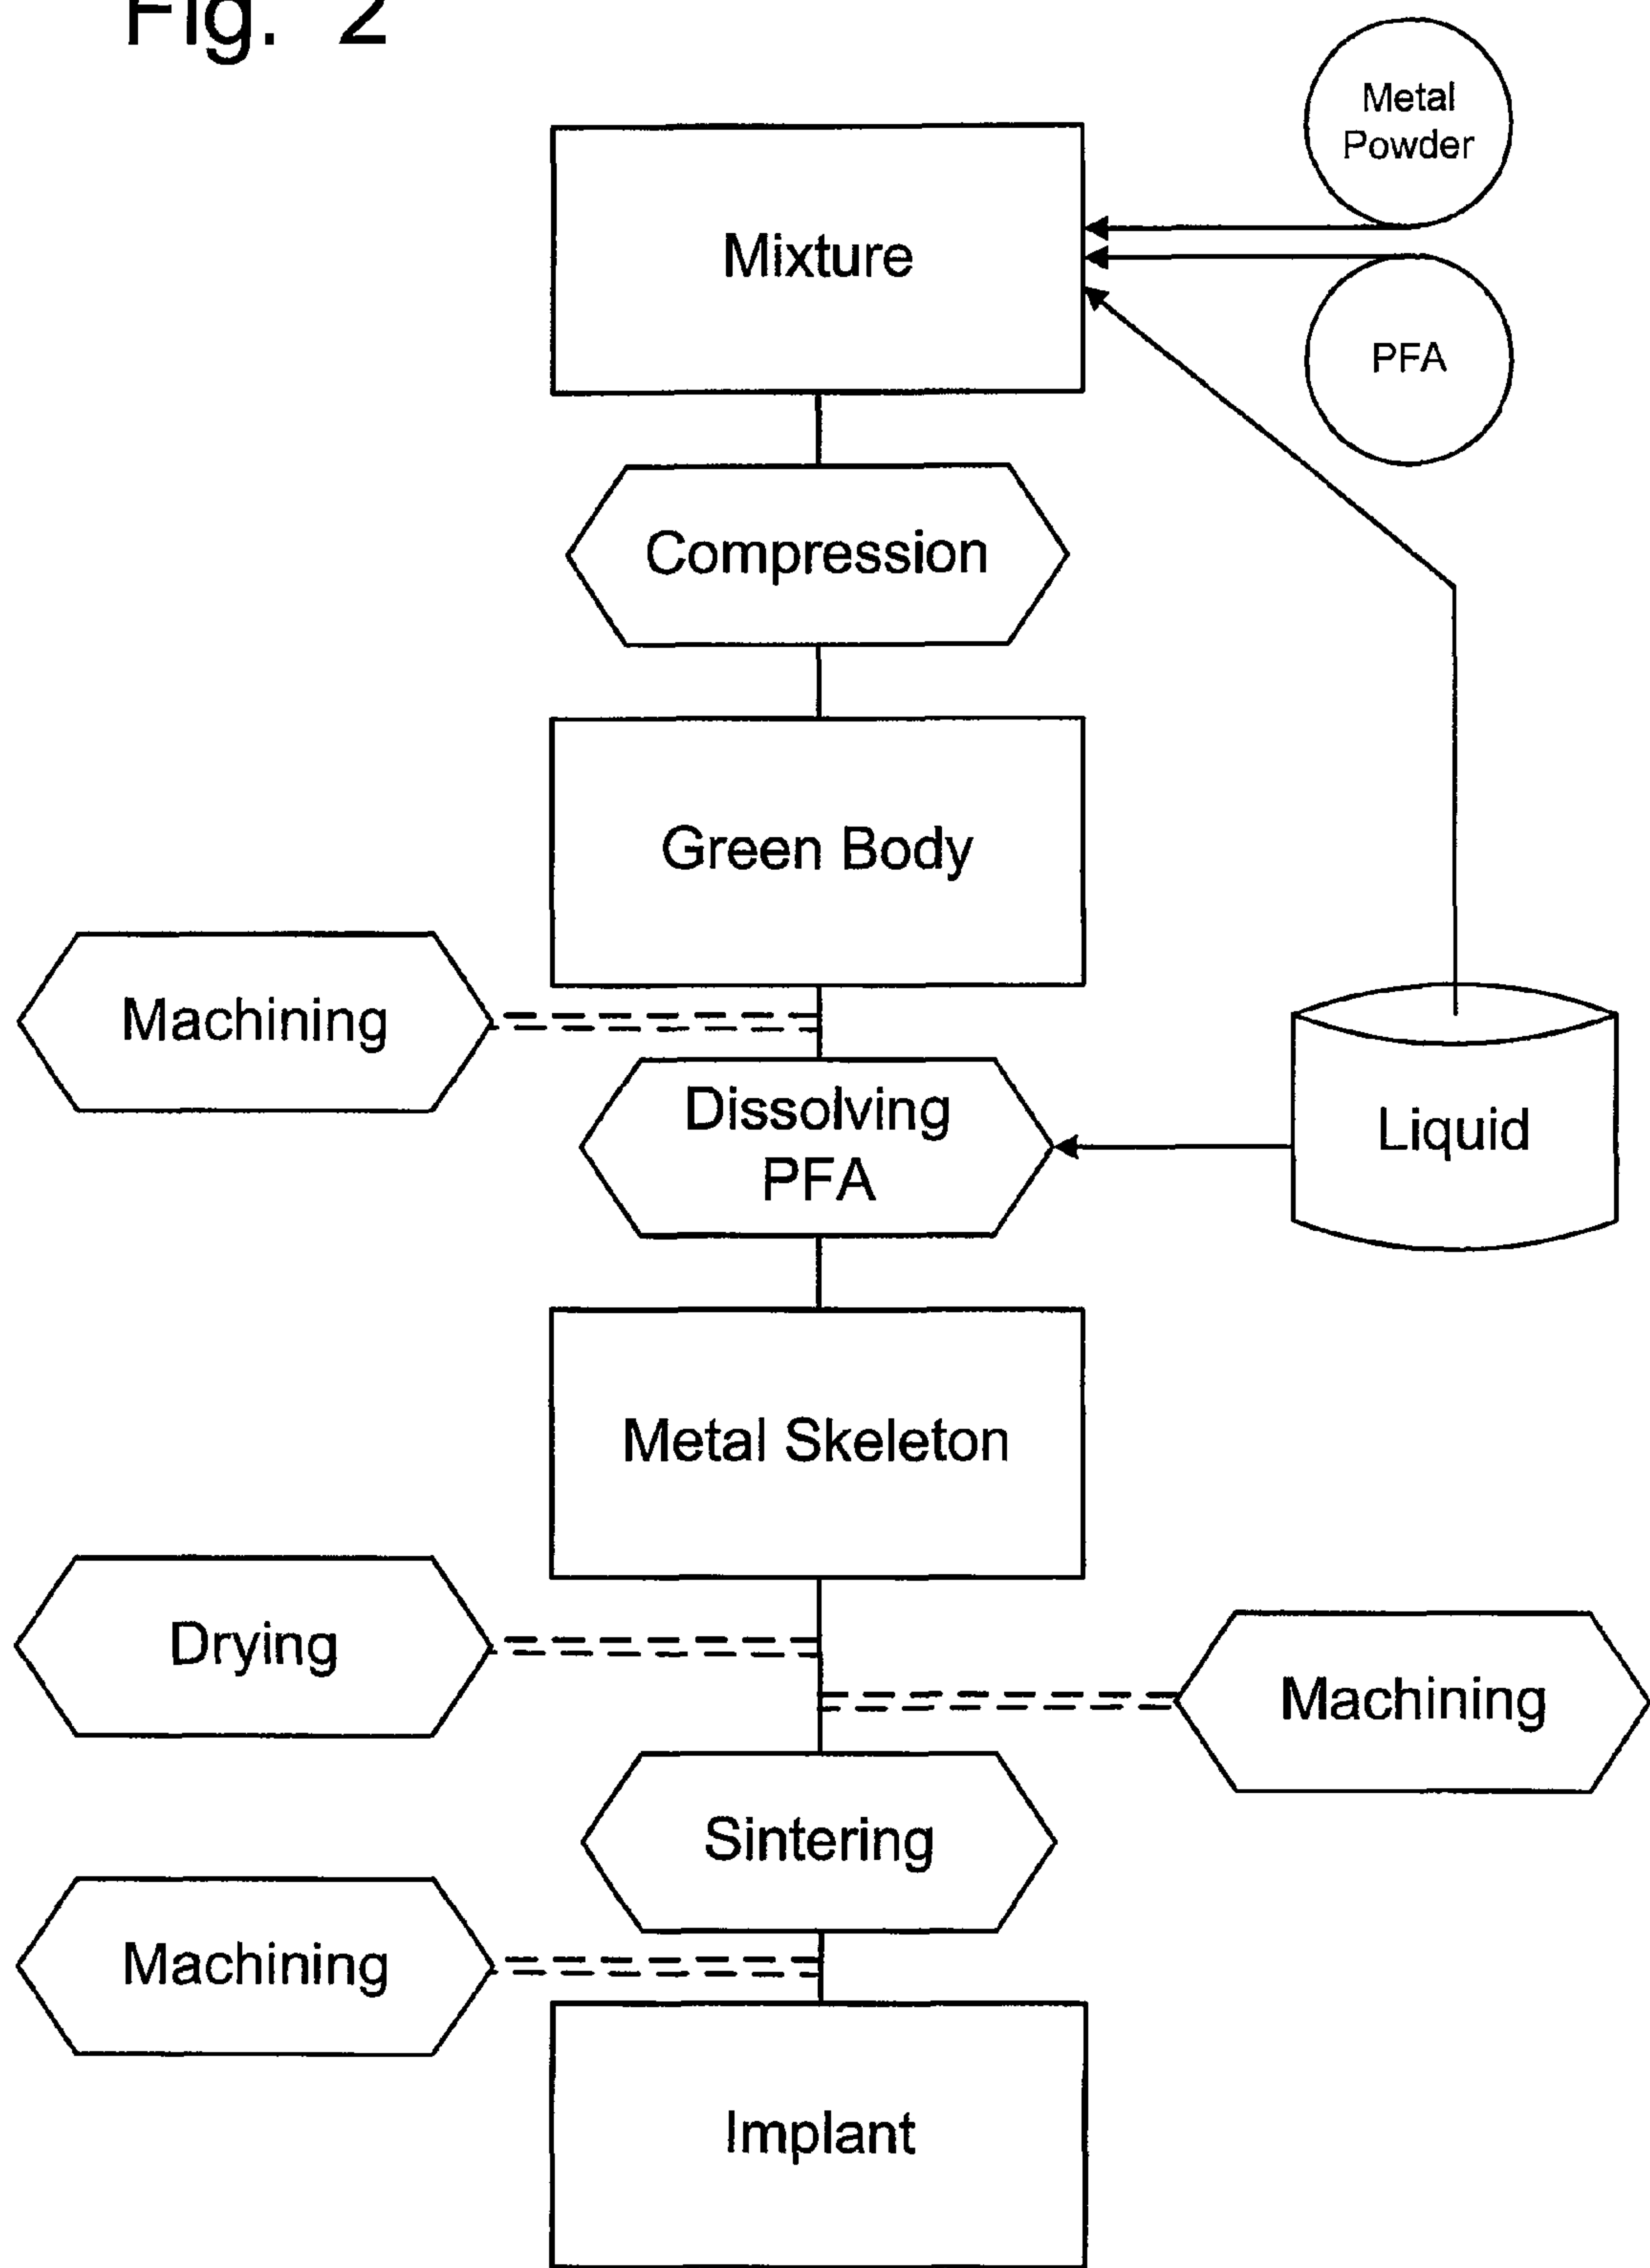 Fig. 2
Metal
Powder
Mixture
PFA
Compression
Green Body
Machining
Dissolving
PFA
Liquid
Metal Skeleton
Drying
Machining
Sintering
Machining
Implant